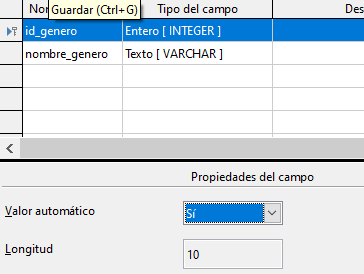 Nor Guardar (Ctrl+G) Tipo del campo Des
id_genero Entero [ INTEGER ]
nombre_genero Texto [ VARCHAR ]
Propiedades del campo
Valor automático Sí
Longitud 10